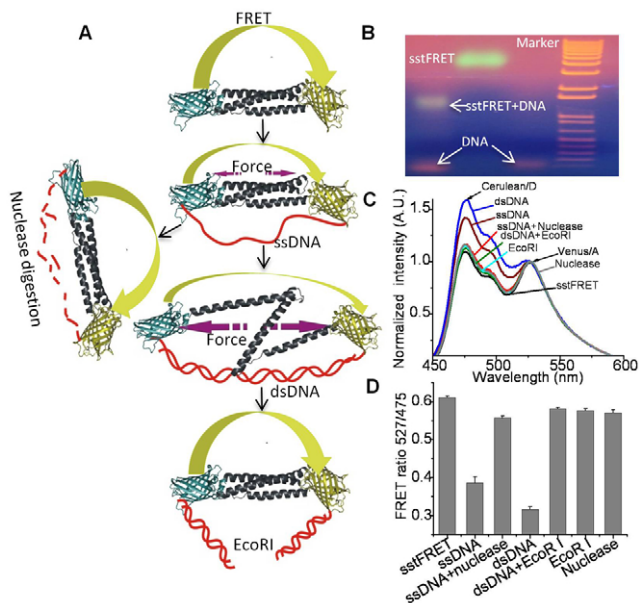 A
FRET
Force
ssDNA
Nuclease digestion
Force
dsDNA
EcoRI
B
sstFRET
Marker
sstFRET+DNA
DNA
C
Normalized intensity (A.U.)
1.5
1.0
0.5
Cerulean/D
dsDNA
ssDNA
ssDNA+Nuclease
dsDNA+EcoRI
EcoRI
Venus/A
Nuclease
sstFRET
450 500 550 600
Wavelength (nm)
D
FRET ratio 527/475
0.6
0.5
0.4
0.3
sstFRET
ssDNA
ssDNA+nuclease
dsDNA
dsDNA+EcoR I
EcoR I
Nuclease